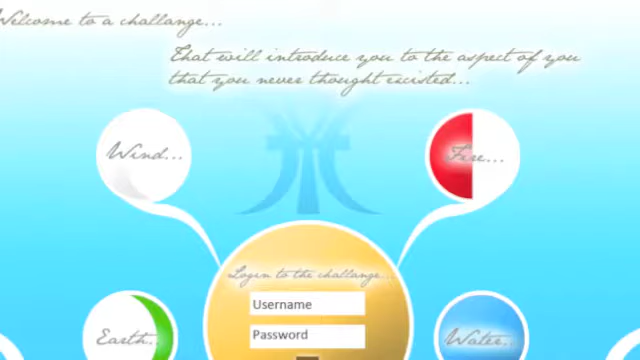 Welcome to a challange...
That will introduce you to the aspect of you
that you never thought excisted...
Wind...
Fire...
Login to the challange...
Username
Password
Earth...
Water...